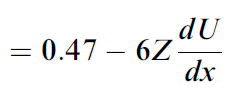 = 0.47 − 6Z dU/dx